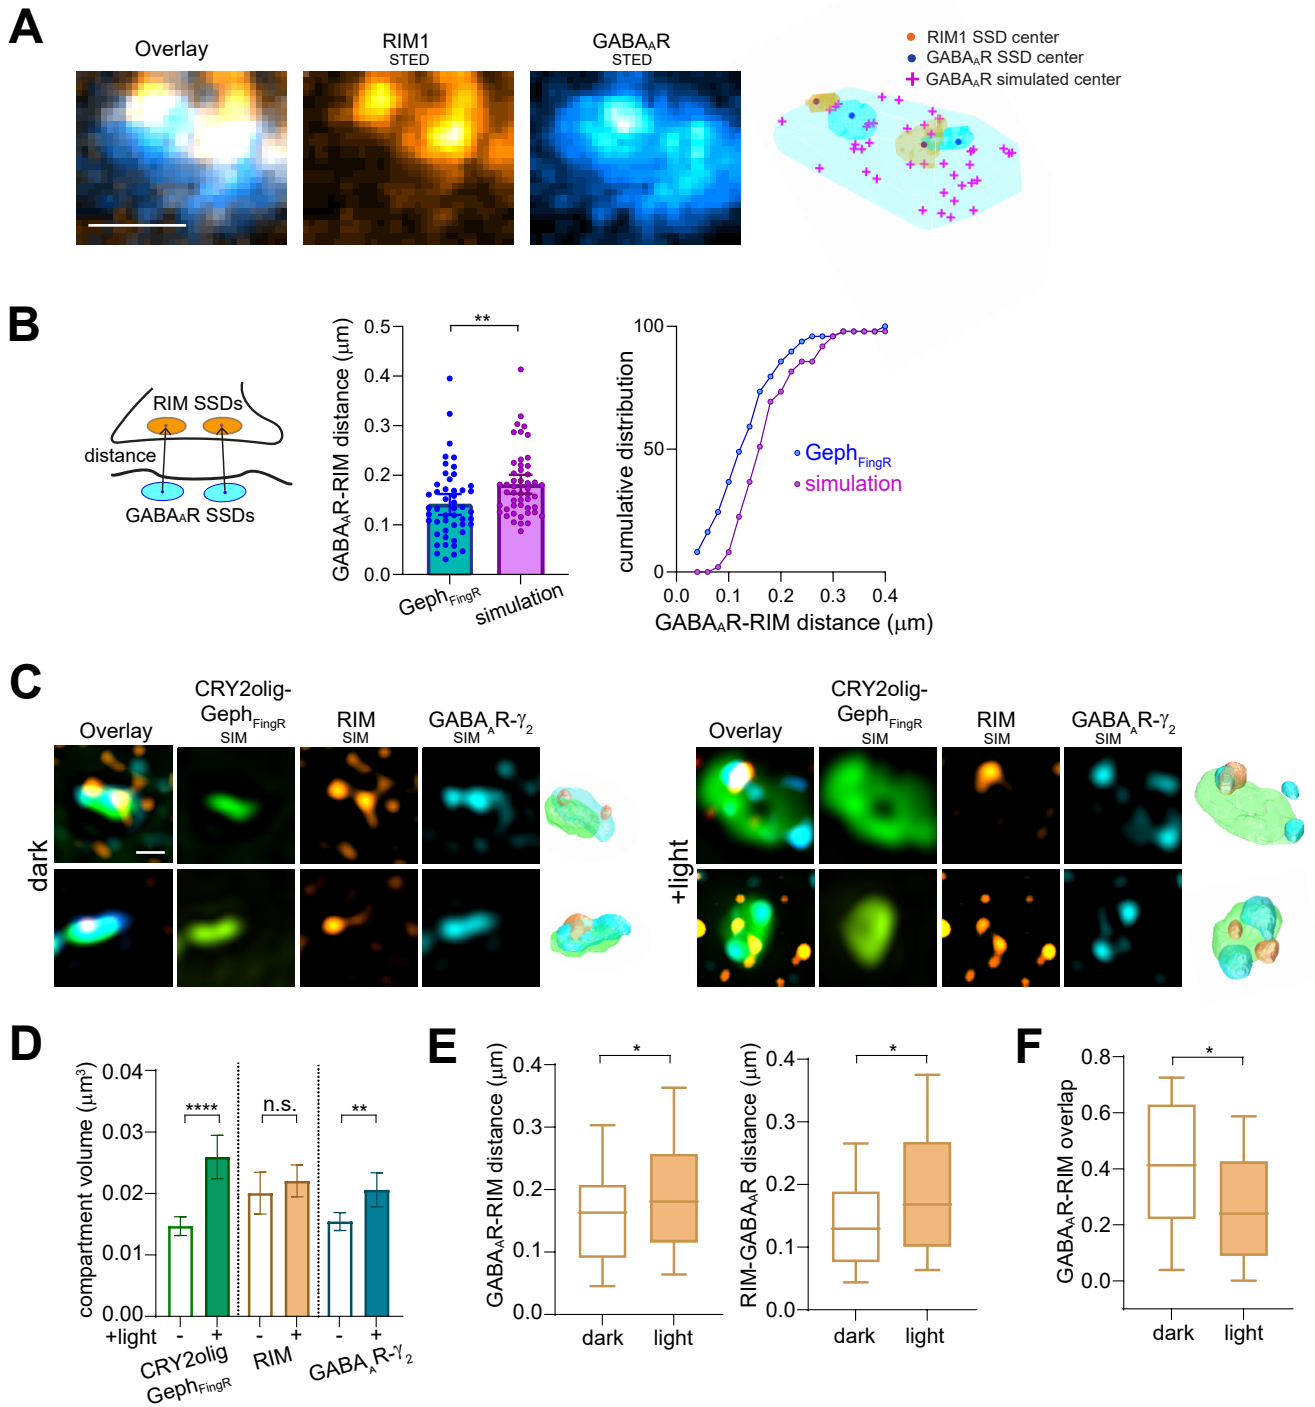 A
Overlay
RIM1
STED
GABAAR
STED
RIM1 SSD center
GABAAR SSD center
GABAAR simulated center
B
RIM SSDs
distance
GABAAR SSDs
GABAAR-RIM distance (μm)
0.5
0.4
0.3
0.2
0.1
0.0
**
GephFingR
simulation
cumulative distribution
100
50
0
GephFingR
simulation
0.0 0.1 0.2 0.3 0.4
GABAAR-RIM distance (μm)
C
dark
Overlay
CRY2olig-
GephFingR
SIM
RIM
SIM
GABAAR-γ2
SIM
+light
Overlay
CRY2olig-
GephFingR
SIM
RIM
SIM
GABAAR-γ2
SIM
D
compartment volume (μm³)
0.04
0.03
0.02
0.01
0.00
**** n.s. **
+light - + - + - +
CRY2olig
GephFingR
RIM
GABAAR-γ2
E
GABAAR-RIM distance (μm)
0.4
0.3
0.2
0.1
0.0
*
dark light
RIM-GABAAR distance (μm)
0.4
0.3
0.2
0.1
0.0
*
dark light
F
GABAAR-RIM overlap
0.8
0.6
0.4
0.2
0.0
*
dark light